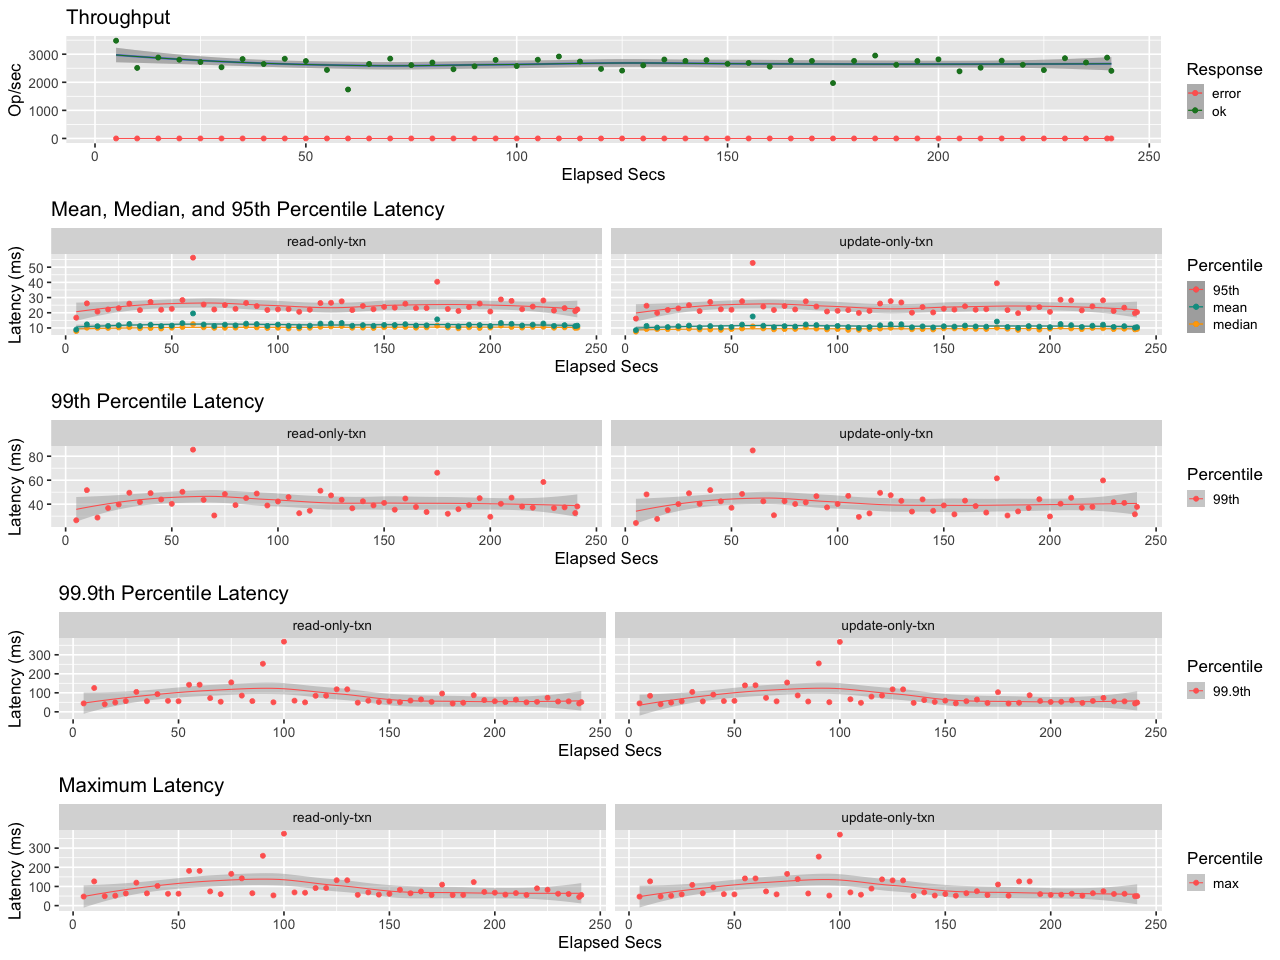 Throughput
Op/sec
3000
2000
1000
0
0 50 100 150 200 250
Elapsed Secs
Response
error
ok
Mean, Median, and 95th Percentile Latency
read-only-txn update-only-txn
Latency (ms)
50
40
30
20
10
0 50 100 150 200 250 0 50 100 150 200 250
Elapsed Secs
Percentile
95th
mean
median
99th Percentile Latency
read-only-txn update-only-txn
Latency (ms)
80
60
40
0 50 100 150 200 250 0 50 100 150 200 250
Elapsed Secs
Percentile
99th
99.9th Percentile Latency
read-only-txn update-only-txn
Latency (ms)
300
200
100
0
0 50 100 150 200 250 0 50 100 150 200 250
Elapsed Secs
Percentile
99.9th
Maximum Latency
read-only-txn update-only-txn
Latency (ms)
300
200
100
0
0 50 100 150 200 250 0 50 100 150 200 250
Elapsed Secs
Percentile
max